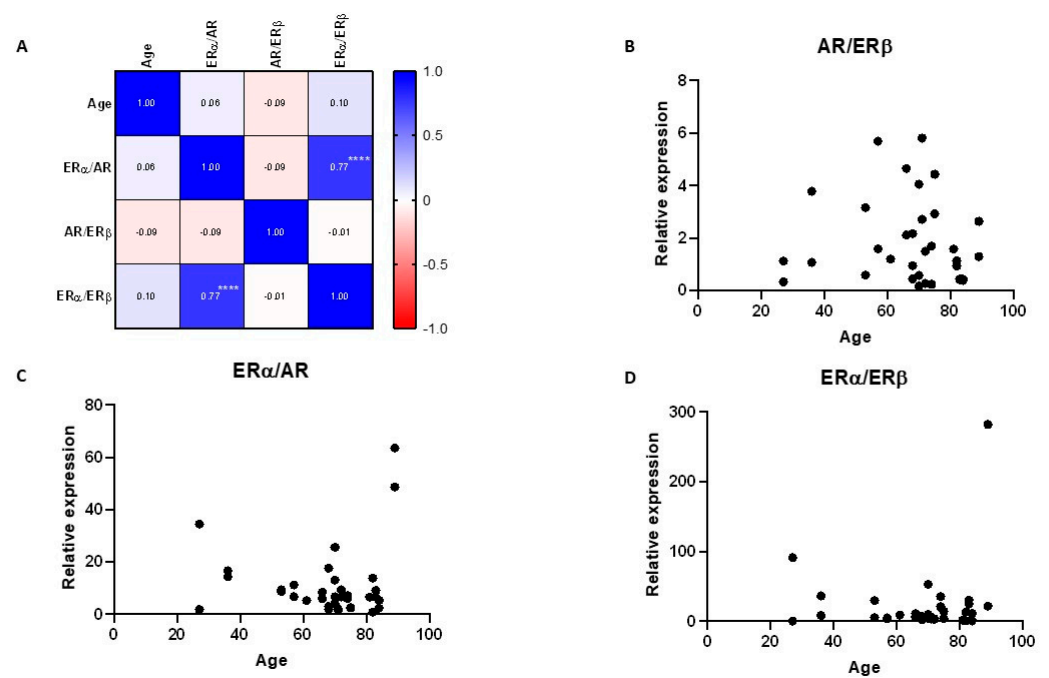 A
Age
ERα/AR
AR/ERβ
ERα/ERβ
Age 1.00 0.06 -0.09 0.10
ERα/AR 0.06 1.00 -0.09 0.77****
AR/ERβ -0.09 -0.09 1.00 -0.01
ERα/ERβ 0.10 0.77**** -0.01 1.00
1.0
0.5
0
-0.5
-1.0
B
AR/ERβ
Relative expression
8
6
4
2
0
0 20 40 60 80 100
Age
C
ERα/AR
Relative expression
80
60
40
20
0
0 20 40 60 80 100
Age
D
ERα/ERβ
Relative expression
300
200
100
0
0 20 40 60 80 100
Age